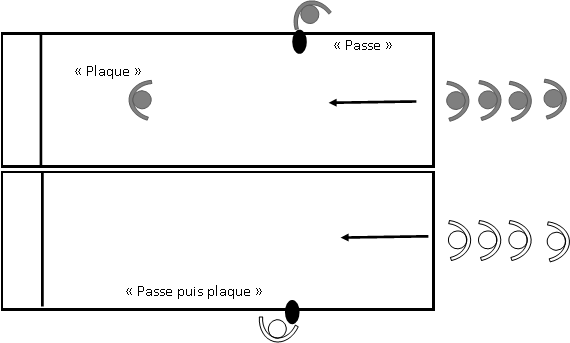 « Passe »
« Plaque »
« Passe puis plaque »